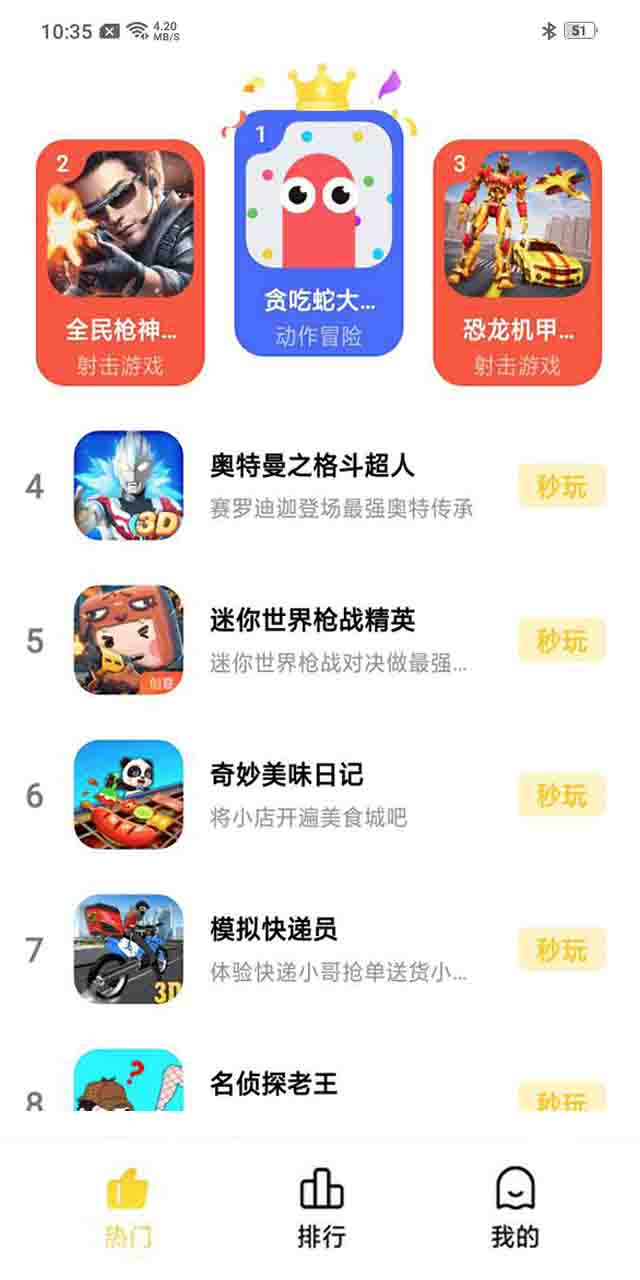 10:35
4.20
MB/S
51
1
2
3
贪吃蛇大...
动作冒险
全民枪神...
射击游戏
恐龙机甲...
射击游戏
4
3D
奥特曼之格斗超人
赛罗迪迦登场最强奥特传承
秒玩
5
创意
迷你世界枪战精英
迷你世界枪战对决做最强...
秒玩
6
奇妙美味日记
将小店开遍美食城吧
秒玩
7
3D
模拟快递员
体验快递小哥抢单送货小...
秒玩
8
?
名侦探老王
秒玩
热门
排行
我的